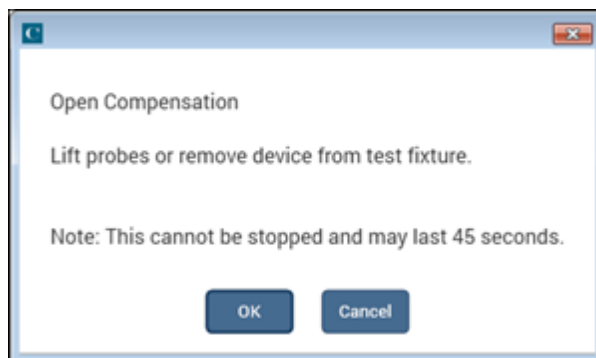 C
Open Compensation
Lift probes or remove device from test fixture.
Note: This cannot be stopped and may last 45 seconds.
OK
Cancel